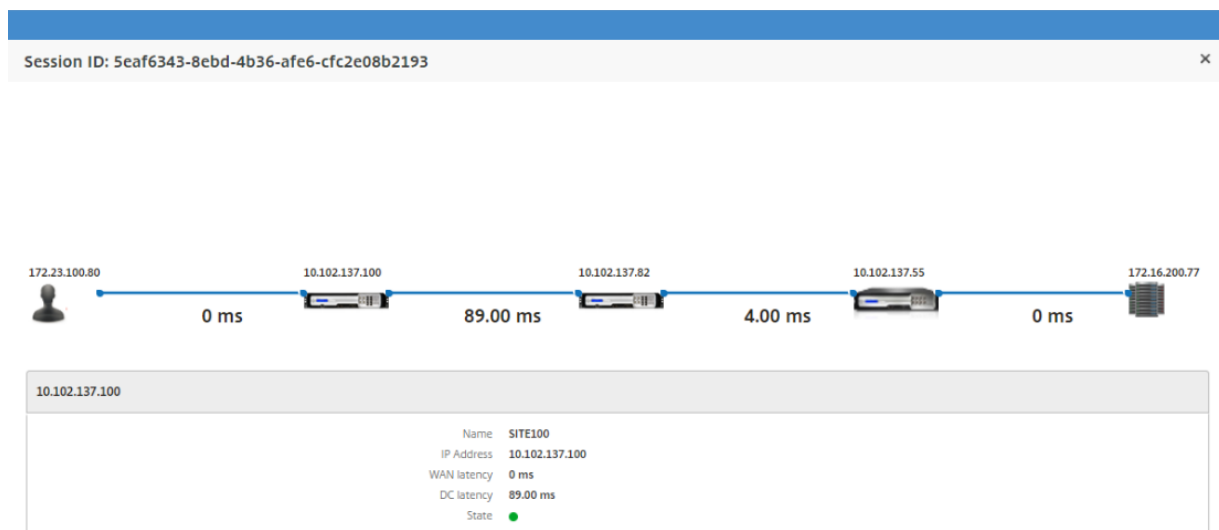 Session ID: 5eaf6343-8ebd-4b36-afe6-cfc2e08b2193 ×
172.23.100.80 10.102.137.100 10.102.137.82 10.102.137.55 172.16.200.77
0 ms 89.00 ms 4.00 ms 0 ms
10.102.137.100
Name SITE100
IP Address 10.102.137.100
WAN latency 0 ms
DC latency 89.00 ms
State